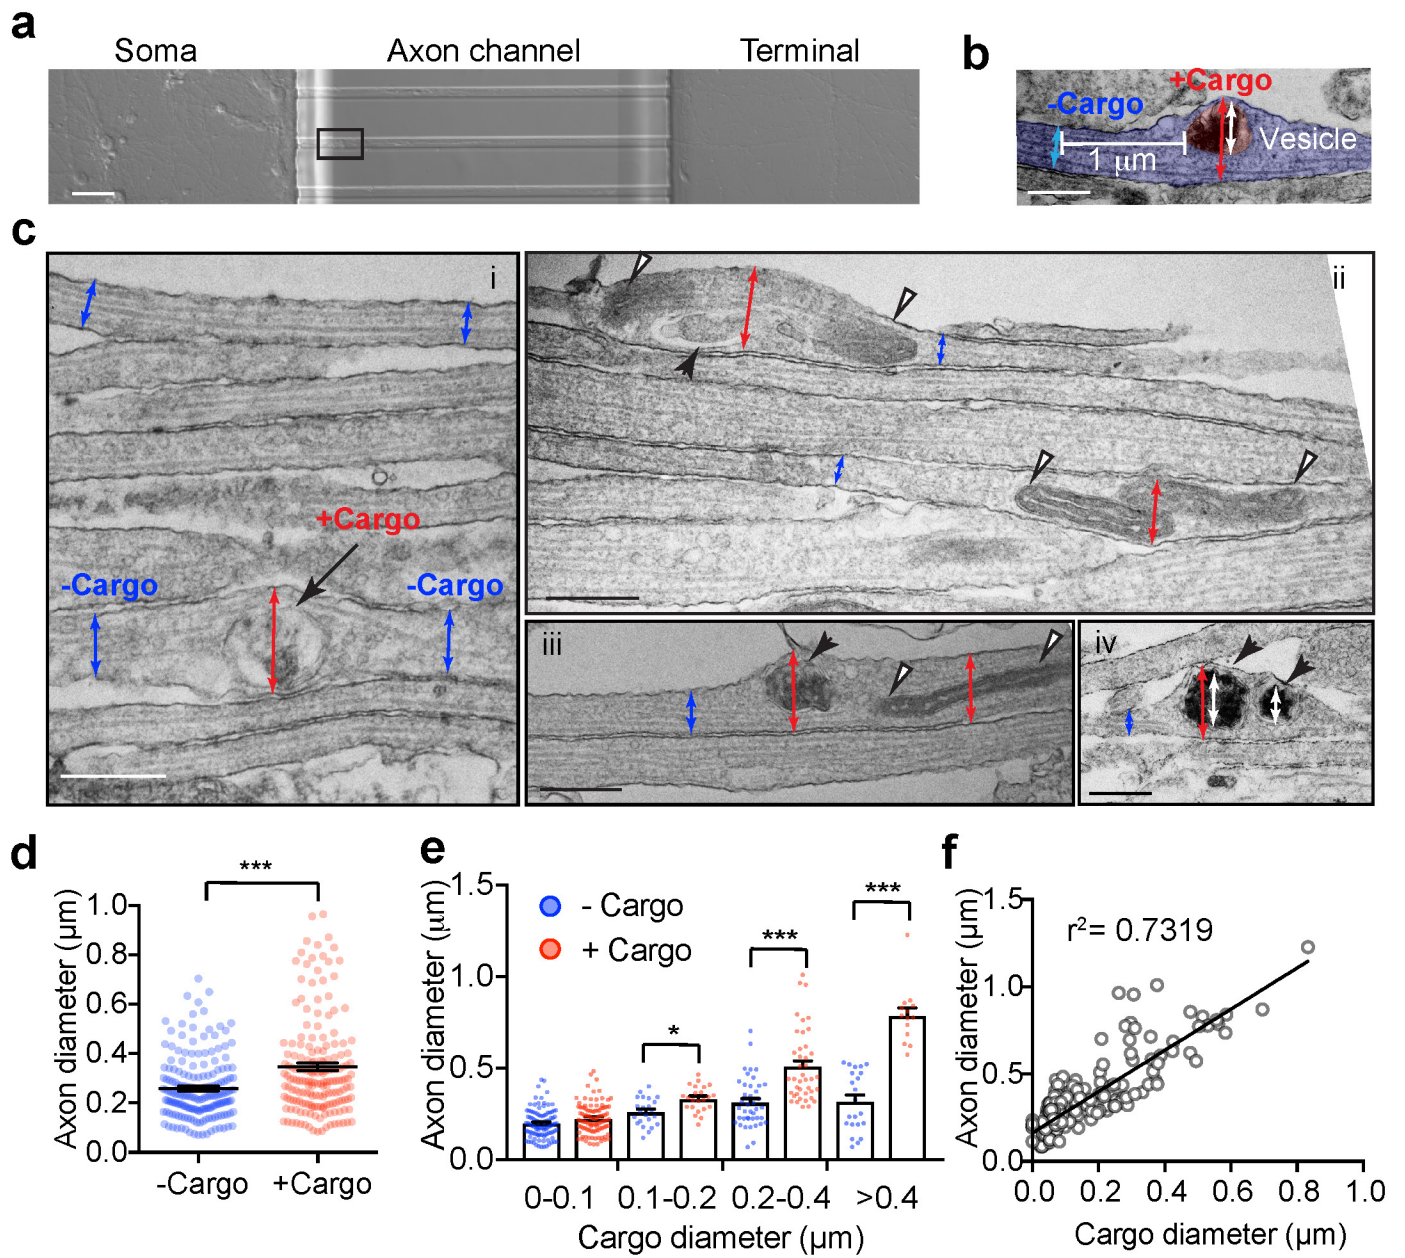 a
Soma
Axon channel
Terminal
b
+Cargo
-Cargo
Vesicle
1 μm
c
i
+Cargo
-Cargo
-Cargo
ii
iii
iv
d
***
Axon diameter (μm)
1.0
0.8
0.6
0.4
0.2
0.0
-Cargo
+Cargo
e
Axon diameter (μm)
1.5
1.0
0.5
0.0
- Cargo
+ Cargo
*
***
***
0-0.1
0.1-0.2
0.2-0.4
>0.4
Cargo diameter (μm)
f
Axon diameter (μm)
1.5
1.0
0.5
0.0
r²= 0.7319
0.0
0.2
0.4
0.6
0.8
1.0
Cargo diameter (μm)